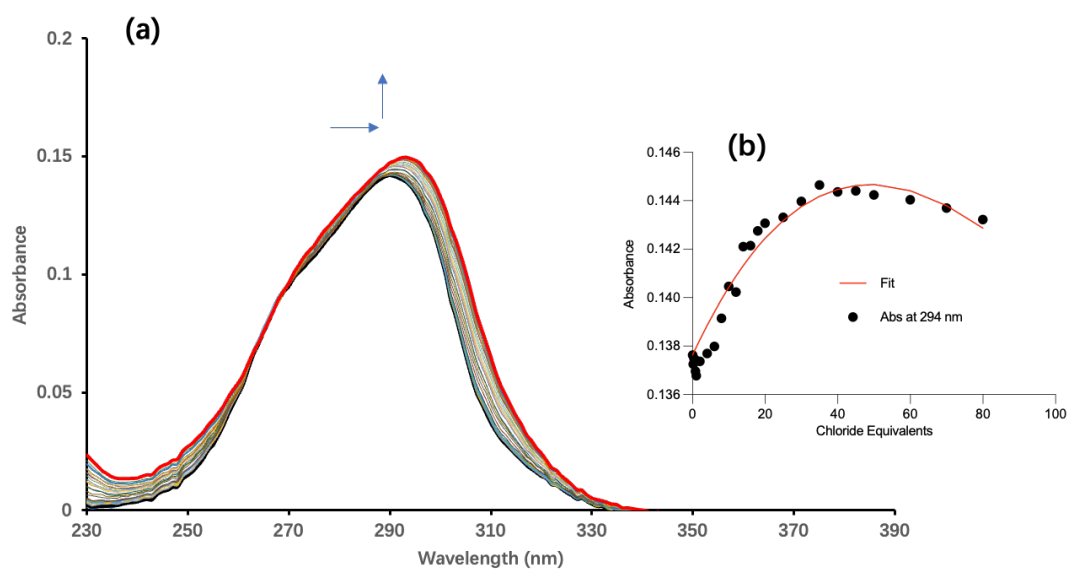 (a)
0.2
0.15
0.1
0.05
0
Absorbance
230 250 270 290 310 330 350 370 390
Wavelength (nm)
(b)
0.146
0.144
0.142
0.140
0.138
0.136
Absorbance
Fit
Abs at 294 nm
0 20 40 60 80 100
Chloride Equivalents